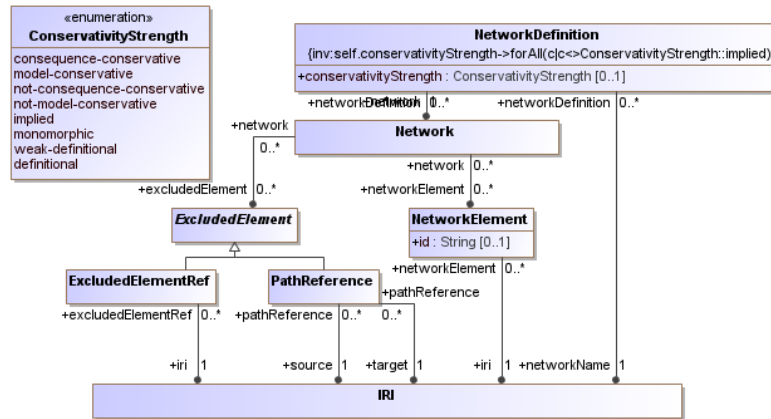 «enumeration»
ConservativityStrength
consequence-conservative
model-conservative
not-consequence-conservative
not-model-conservative
implied
monomorphic
weak-definitional
definitional
NetworkDefinition
{inv:self.conservativityStrength->forAll(c|c<>ConservativityStrength::implied)}
+conservativityStrength : ConservativityStrength [0..1]
+networkDefinition 0..*
+network 1
+networkDefinition 0..*
Network
+network
0..*
+excludedElement 0..*
+network 0..*
+networkElement 0..*
ExcludedElement
NetworkElement
+id : String [0..1]
+networkElement 0..*
ExcludedElementRef
PathReference
+pathReference
+excludedElementRef 0..*
+pathReference 0..*
0..*
+iri 1
+source 1
+target 1
+iri 1
+networkName 1
IRI